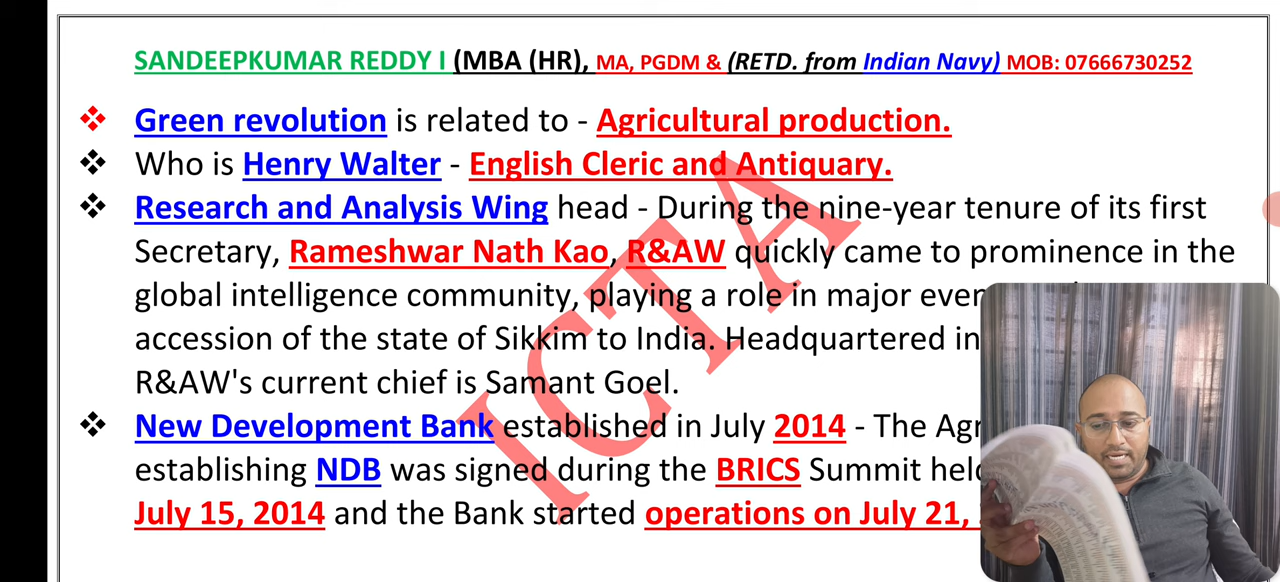 SANDEEPKUMAR REDDY I (MBA (HR), MA, PGDM & (RETD. from Indian Navy) MOB: 07666730252
❖ Green revolution is related to - Agricultural production.
❖ Who is Henry Walter - English Cleric and Antiquary.
❖ Research and Analysis Wing head - During the nine-year tenure of its first
Secretary, Rameshwar Nath Kao, R&AW quickly came to prominence in the
global intelligence community, playing a role in major
accession of the state of Sikkim to India. Headquartered in
R&AW's current chief is Samant Goel.
❖ New Development Bank established in July 2014 - The
establishing NDB was signed during the BRICS Summit
July 15, 2014 and the Bank started operations on July 21,
ICTA